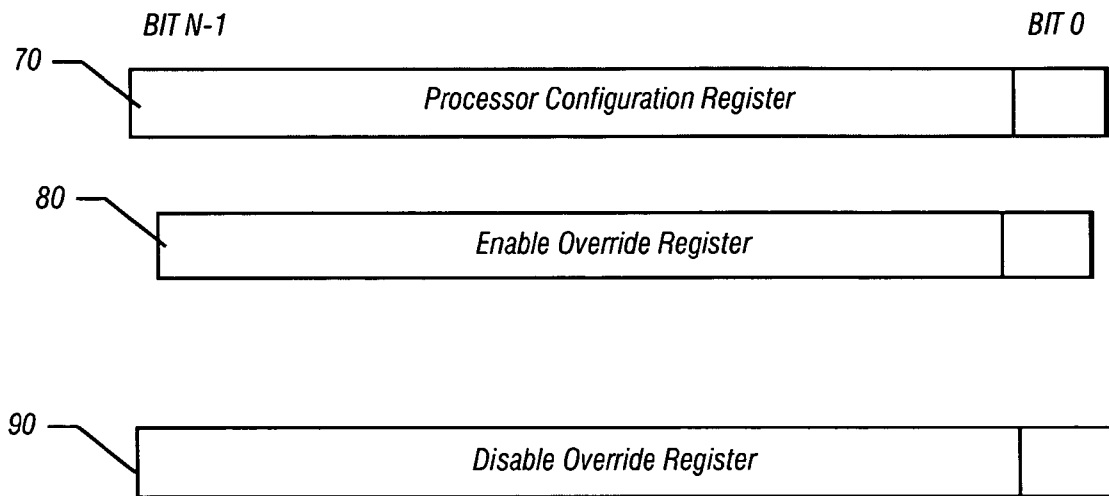 BIT N-1 BIT 0
70 Processor Configuration Register
80 Enable Override Register
90 Disable Override Register